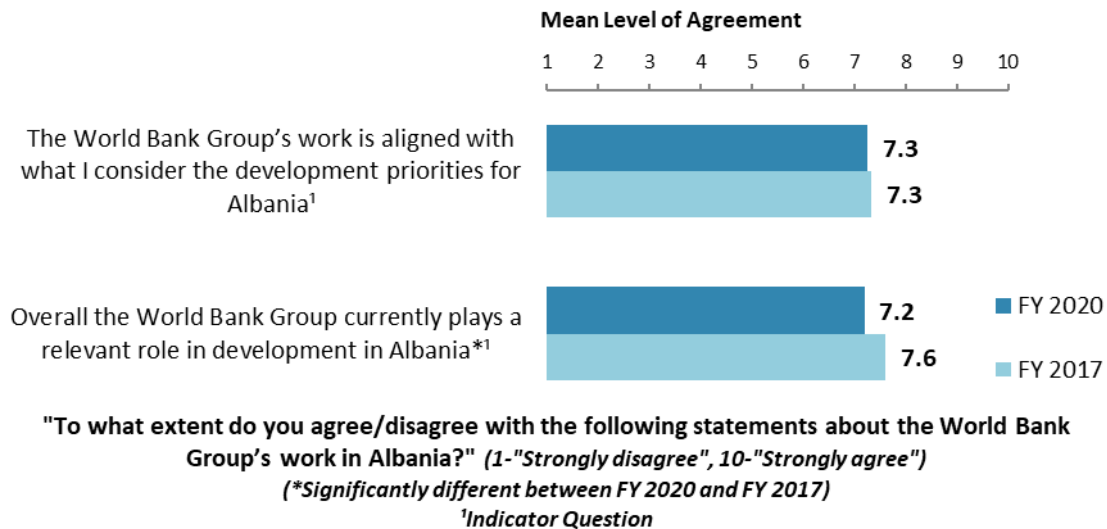 Mean Level of Agreement
1 2 3 4 5 6 7 8 9 10
The World Bank Group’s work is aligned with
what I consider the development priorities for
Albania¹
7.3
7.3
Overall the World Bank Group currently plays a
relevant role in development in Albania*¹
7.2
7.6
FY 2020
FY 2017
"To what extent do you agree/disagree with the following statements about the World Bank
Group’s work in Albania?" (1-"Strongly disagree", 10-"Strongly agree")
(*Significantly different between FY 2020 and FY 2017)
¹Indicator Question